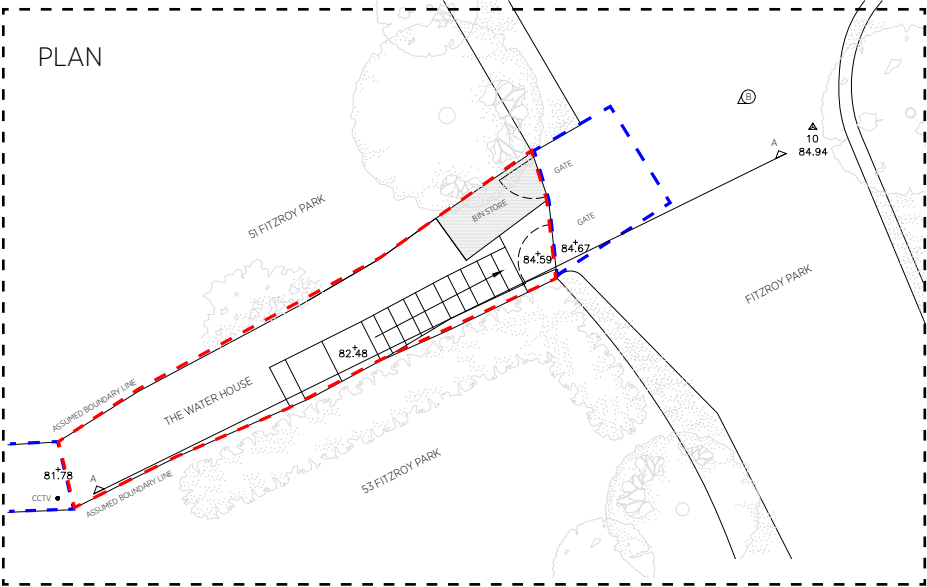 PLAN
B
A
10
84.94
GATE
BIN STORE
51 FITZROY PARK
GATE
84.67
84.59
FITZROY PARK
82.48
ASSUMED BOUNDARY LINE
THE WATER HOUSE
53 FITZROY PARK
81.78
A
CCTV
ASSUMED BOUNDARY LINE